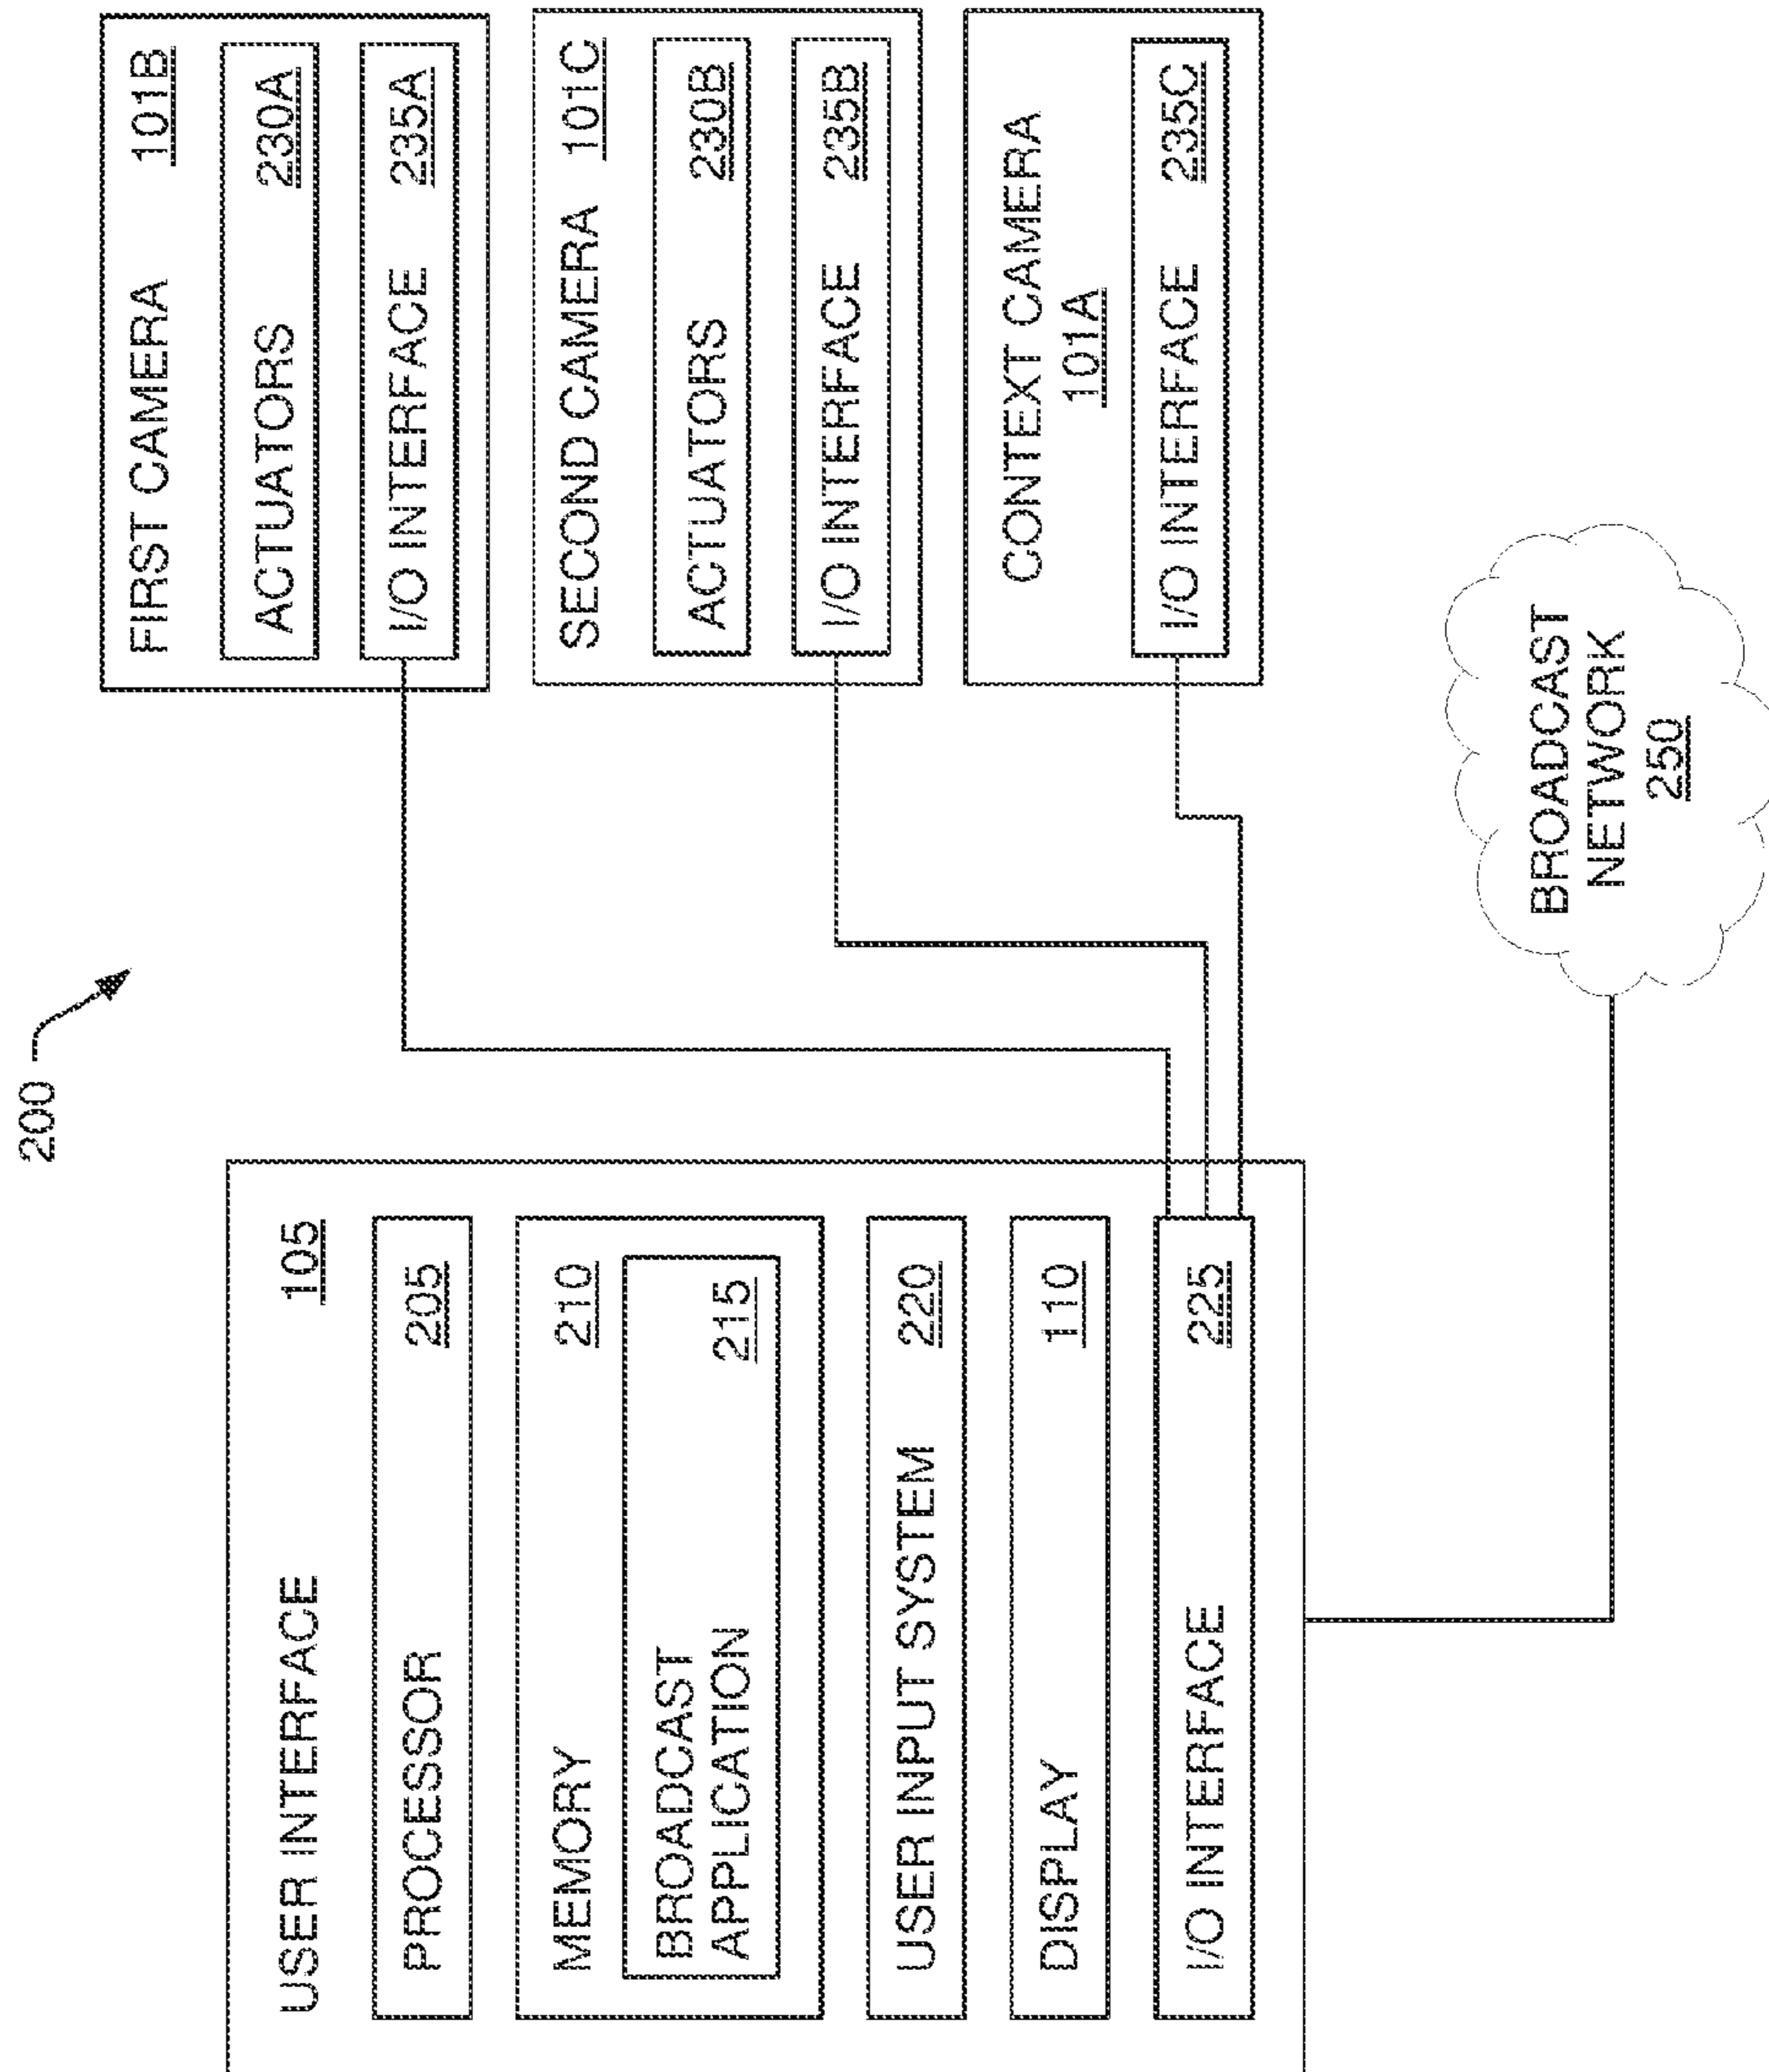 200
USER INTERFACE 105
PROCESSOR 205
MEMORY 210
BROADCAST
APPLICATION 215
USER INPUT SYSTEM 220
DISPLAY 110
I/O INTERFACE 225
FIRST CAMERA 101B
ACTUATORS 230A
I/O INTERFACE 235A
SECOND CAMERA 101C
ACTUATORS 230B
I/O INTERFACE 235B
CONTEXT CAMERA
101A
I/O INTERFACE 235C
BROADCAST
NETWORK
250